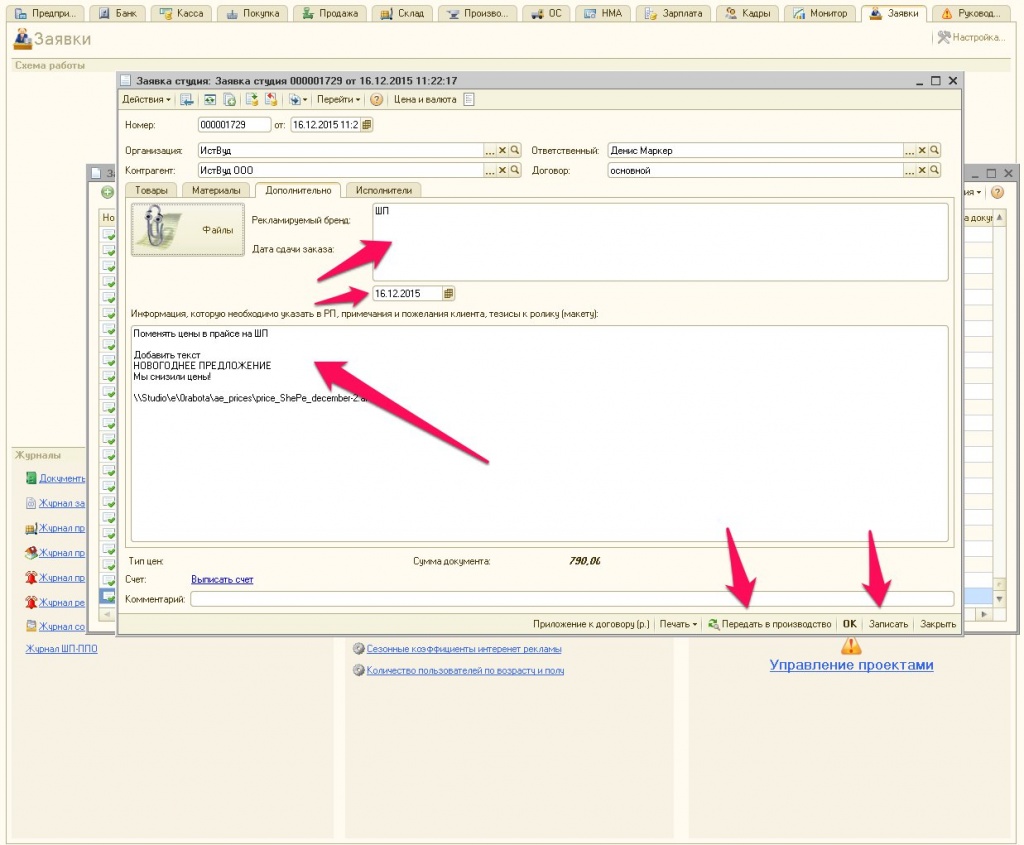 Предпри...
Банк
Касса
Покупка
Продажа
Склад
Произво...
ОС
НМА
Зарплата
Кадры
Монитор
Заявки
Руковод...
Заявки
Настройка...
Схема работы
Заявка студия: Заявка студия 000001729 от 16.12.2015 11:22:17
Действия
Перейти
Цена и валюта
Номер:
000001729
от:
16.12.2015 11:2
Организация:
ИстВуд
Ответственный:
Денис Маркер
Контрагент:
ИстВуд ООО
Договор:
основной
Товары
Материалы
Дополнительно
Исполнители
Но
Файлы
Рекламируемый бренд:
ШП
Дата сдачи заказа:
16.12.2015
Информация, которую необходимо указать в РП, примечания и пожелания клиента, тезисы к ролику (макету):
Поменять цены в прайсе на ШП
Добавить текст
НОВОГОДНЕЕ ПРЕДЛОЖЕНИЕ
Мы снизили цены!
\\Studio\e\0rabota\ae_prices\price_ShePe_december-2.
Журналы
Документь
Журнал за
Журнал пр
Журнал пр
Журнал пр
Журнал ре
Журнал со
Журнал ШП-ППО
Тип цен:
Сумма документа:
790,00
Счет:
Выписать счет
Комментарий:
Приложение к договору (р.)
Печать
Передать в производство
OK
Записать
Закрыть
Сезонные коэффициенты интеренет рекламы
Количество пользователей по возрасту и полу
Управление проектами